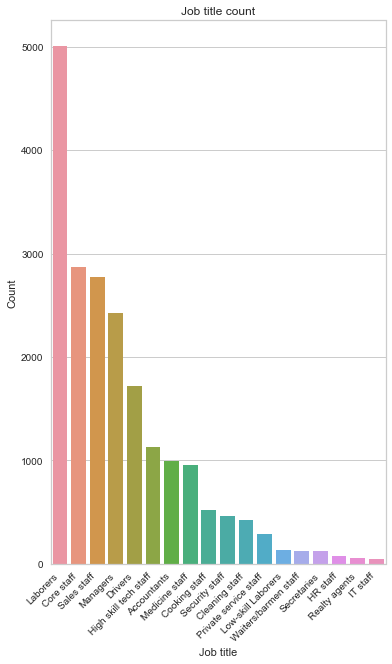 Job title count
5000
4000
3000
2000
1000
0
Count
Laborers
Core staff
Sales staff
Managers
Drivers
High skill tech staff
Accountants
Medicine staff
Cooking staff
Security staff
Cleaning staff
Private service staff
Low-skill Laborers
Waiters/barmen staff
Secretaries
HR staff
Realty agents
IT staff
Job title